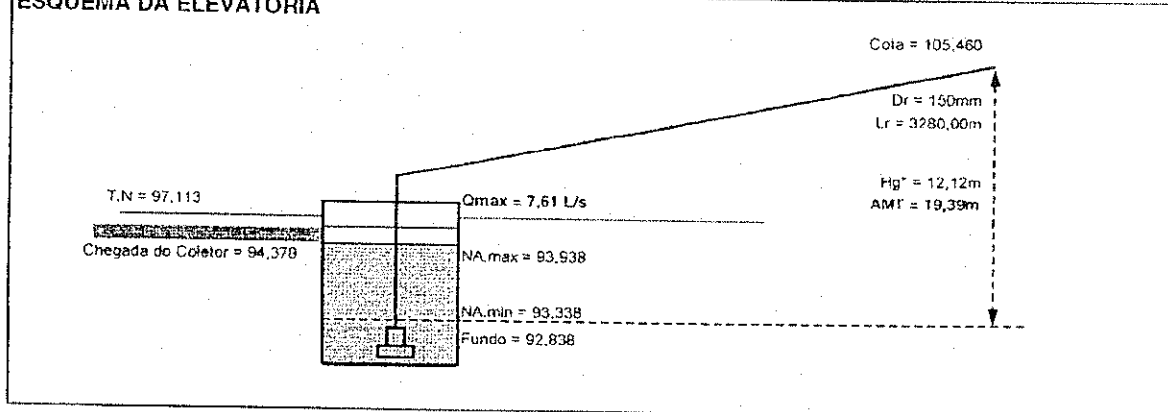 ESQUEMA DA ELEVATÓRIA
Cota = 105,460
Dr = 150mm
Lr = 3280,00m
Hg* = 12,12m
AMT = 19,39m
T.N = 97,113
Qmax = 7,61 L/s
Chegada do Coletor = 94,378
NA.max = 93,938
NA.min = 93,338
Fundo = 92,838